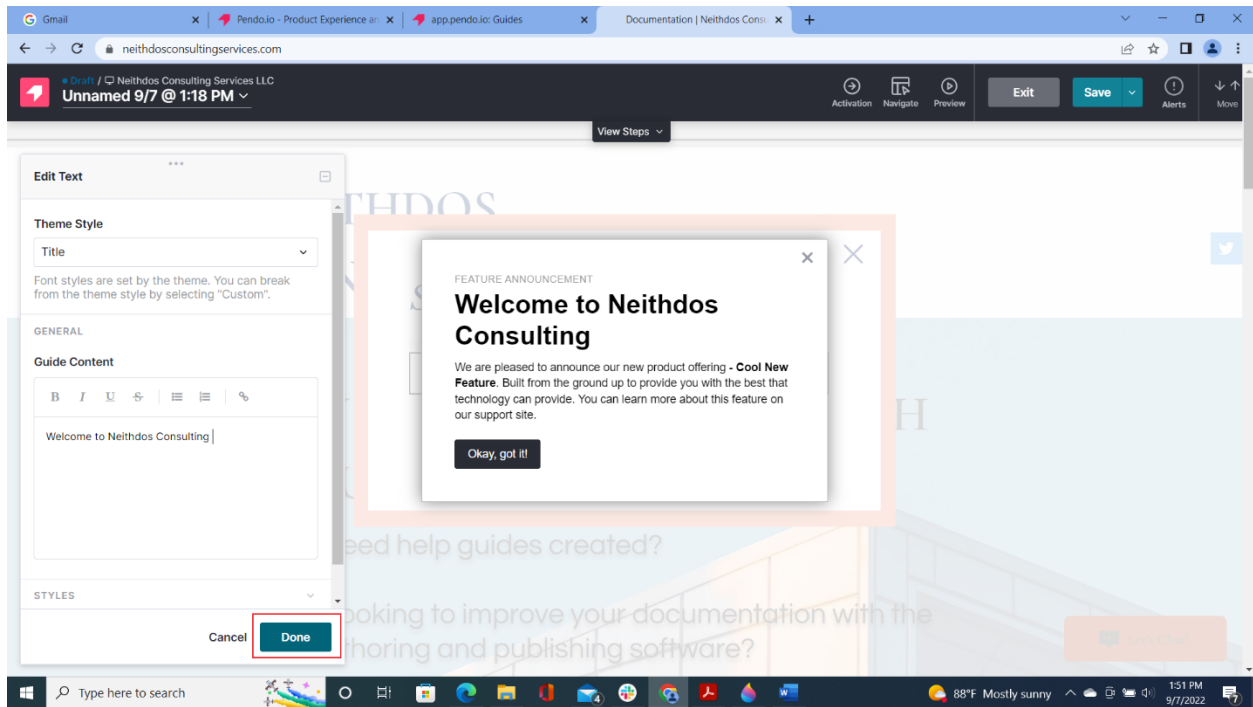 Gmail
Pendo.io - Product Experience an
app.pendo.io: Guides
Documentation | Neithdos Consu
neithdosconsultingservices.com
Draft / Neithdos Consulting Services LLC
Unnamed 9/7 @ 1:18 PM
Activation
Navigate
Preview
Exit
Save
Alerts
Move
View Steps
Edit Text
Theme Style
Title
Font styles are set by the theme. You can break
from the theme style by selecting "Custom".
GENERAL
Guide Content
B I U S
Welcome to Neithdos Consulting
STYLES
Cancel
Done
THDOS
FEATURE ANNOUNCEMENT
Welcome to Neithdos
Consulting
We are pleased to announce our new product offering - Cool New
Feature. Built from the ground up to provide you with the best that
technology can provide. You can learn more about this feature on
our support site.
Okay, got it!
H
eed help guides created?
oking to improve your documentation with the
thoring and publishing software?
Type here to search
4
88°F Mostly sunny
1:51 PM
9/7/2022
7